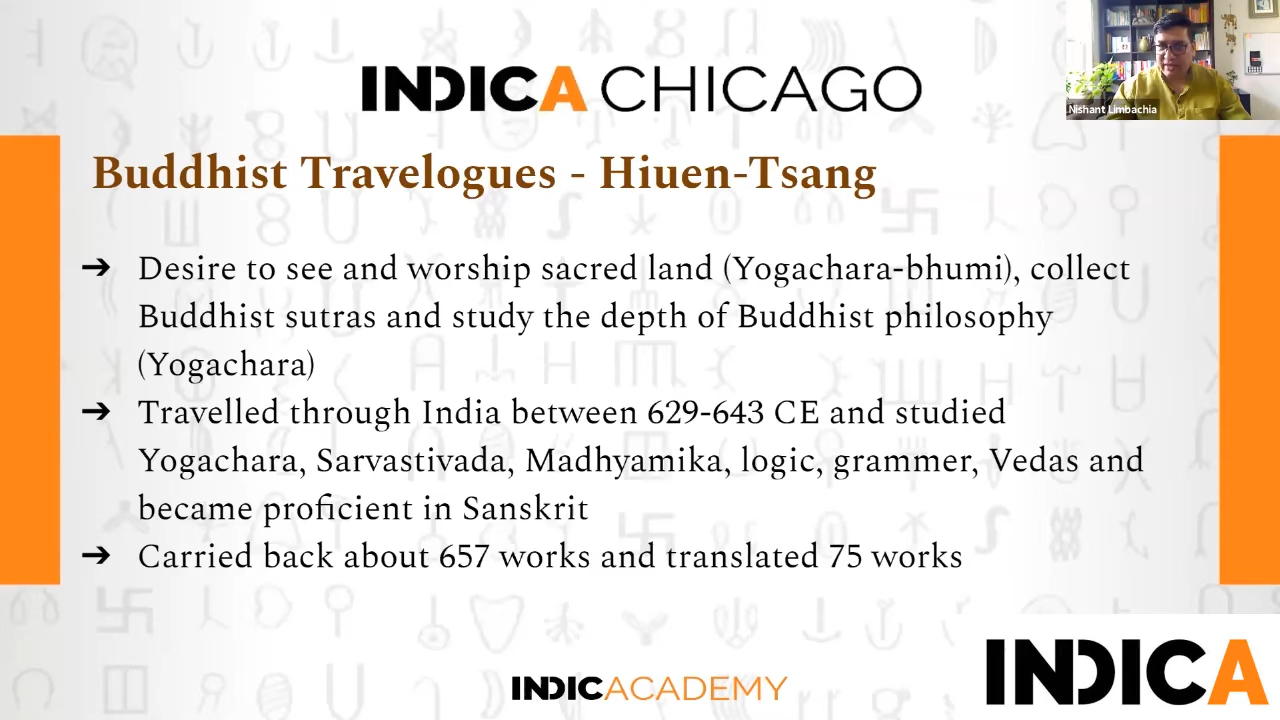 INDICA CHICAGO
Nishant Limbachia
Buddhist Travelogues - Hiuen-Tsang
➔ Desire to see and worship sacred land (Yogachara-bhumi), collect
Buddhist sutras and study the depth of Buddhist philosophy
(Yogachara)
➔ Travelled through India between 629-643 CE and studied
Yogachara, Sarvastivada, Madhyamika, logic, grammer, Vedas and
became proficient in Sanskrit
➔ Carried back about 657 works and translated 75 works
INDICACADEMY
INDICA